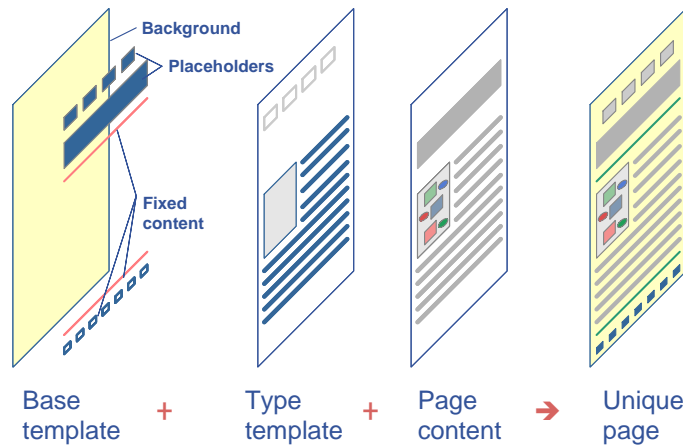 Background
Placeholders
Fixed
content
Base
template
+
Type
template
+
Page
content
Unique
page